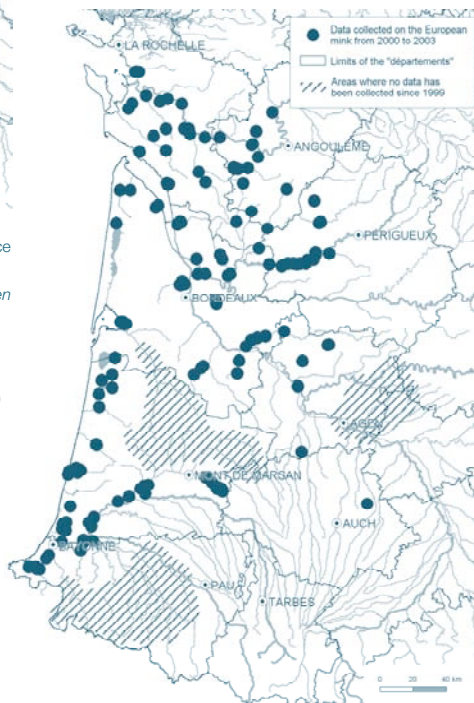 Data collected on the European
mink from 2000 to 2003
Limits of the "départements"
Areas where no data has
been collected since 1999
LA ROCHELLE
ANGOULÊME
PÉRIGUEUX
ce
en
BORDEAUX
AGEN
MONT DE MARSAN
AUCH
BAYONNE
PAU
TARBES
0 20 40 km